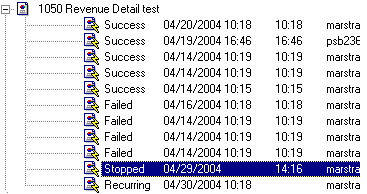 1050 Revenue Detail test
Success 04/20/2004 10:18 10:18 marstra
Success 04/19/2004 16:46 16:46 psb236
Success 04/14/2004 10:19 10:19 marstra
Success 04/14/2004 10:19 10:19 marstra
Success 04/14/2004 10:15 10:15 marstra
Failed 04/16/2004 10:18 10:18 marstra
Failed 04/14/2004 10:19 10:19 marstra
Failed 04/14/2004 10:19 10:19 marstra
Failed 04/14/2004 10:19 10:19 marstra
Stopped 04/29/2004 14:16 marstra
Recurring 04/30/2004 10:18 marstra